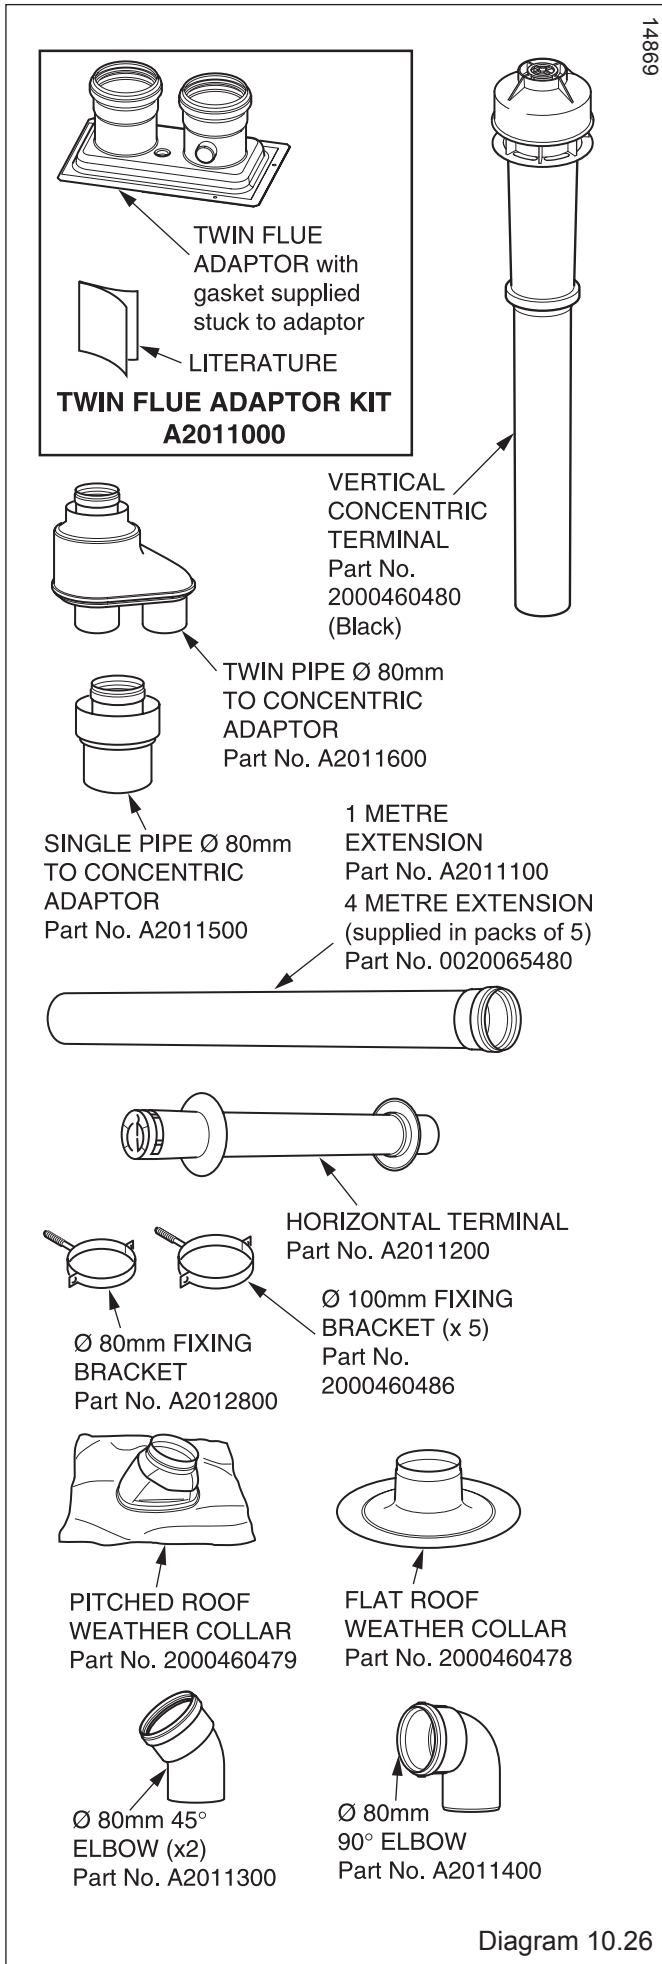 14869
TWIN FLUE
ADAPTOR with
gasket supplied
stuck to adaptor
LITERATURE
TWIN FLUE ADAPTOR KIT
A2011000
VERTICAL
CONCENTRIC
TERMINAL
Part No.
2000460480
(Black)
TWIN PIPE Ø 80mm
TO CONCENTRIC
ADAPTOR
Part No. A2011600
SINGLE PIPE Ø 80mm
TO CONCENTRIC
ADAPTOR
Part No. A2011500
1 METRE
EXTENSION
Part No. A2011100
4 METRE EXTENSION
(supplied in packs of 5)
Part No. 0020065480
HORIZONTAL TERMINAL
Part No. A2011200
Ø 80mm FIXING
BRACKET
Part No. A2012800
Ø 100mm FIXING
BRACKET (x 5)
Part No.
2000460486
PITCHED ROOF
WEATHER COLLAR
Part No. 2000460479
FLAT ROOF
WEATHER COLLAR
Part No. 2000460478
Ø 80mm 45°
ELBOW (x2)
Part No. A2011300
Ø 80mm
90° ELBOW
Part No. A2011400
Diagram 10.26